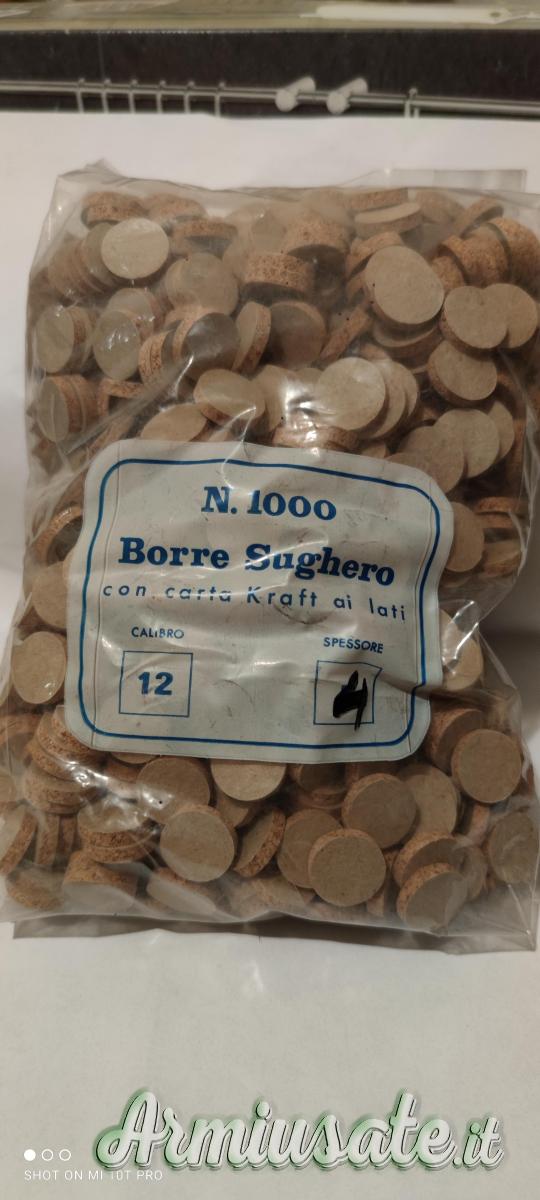 N. 1000
Borre Sughero
con carta Kraft ai lati
CALIBRO
SPESSORE
12
4
Armiusate.it
SHOT ON MI 10T PRO